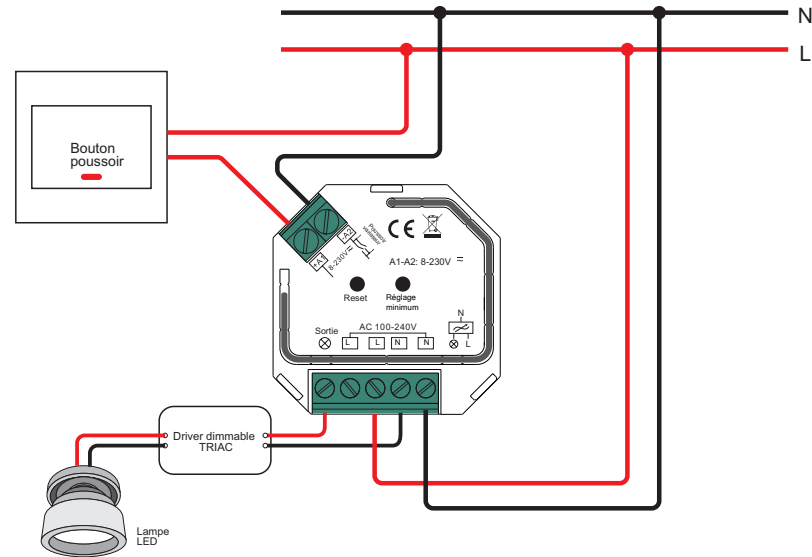 N
L
Bouton
poussoir
+A1
-A2
8-230V
Poussoir
variateur
CE
A1-A2: 8-230V
Reset
Réglage
minimum
Sortie
AC 100-240V
L
L
N
N
N
L
Driver dimmable
TRIAC
Lampe
LED